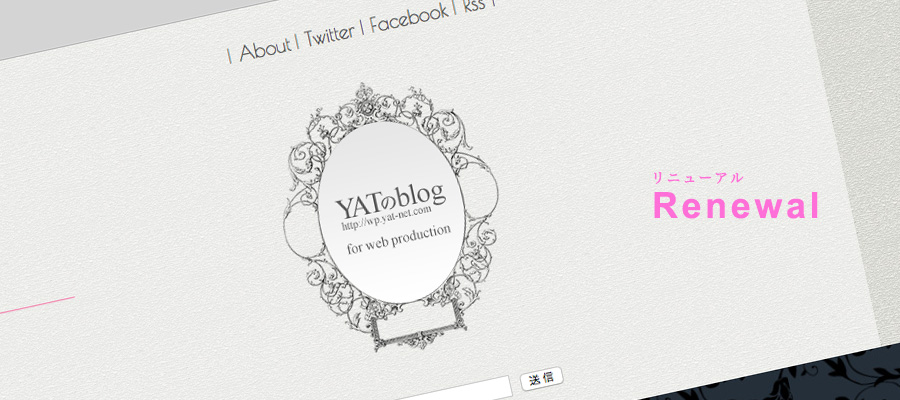 | About | Twitter | Facebook | Rss |
YATのblog
http://wp.yat-net.com
for web production
リニューアル
Renewal
送信